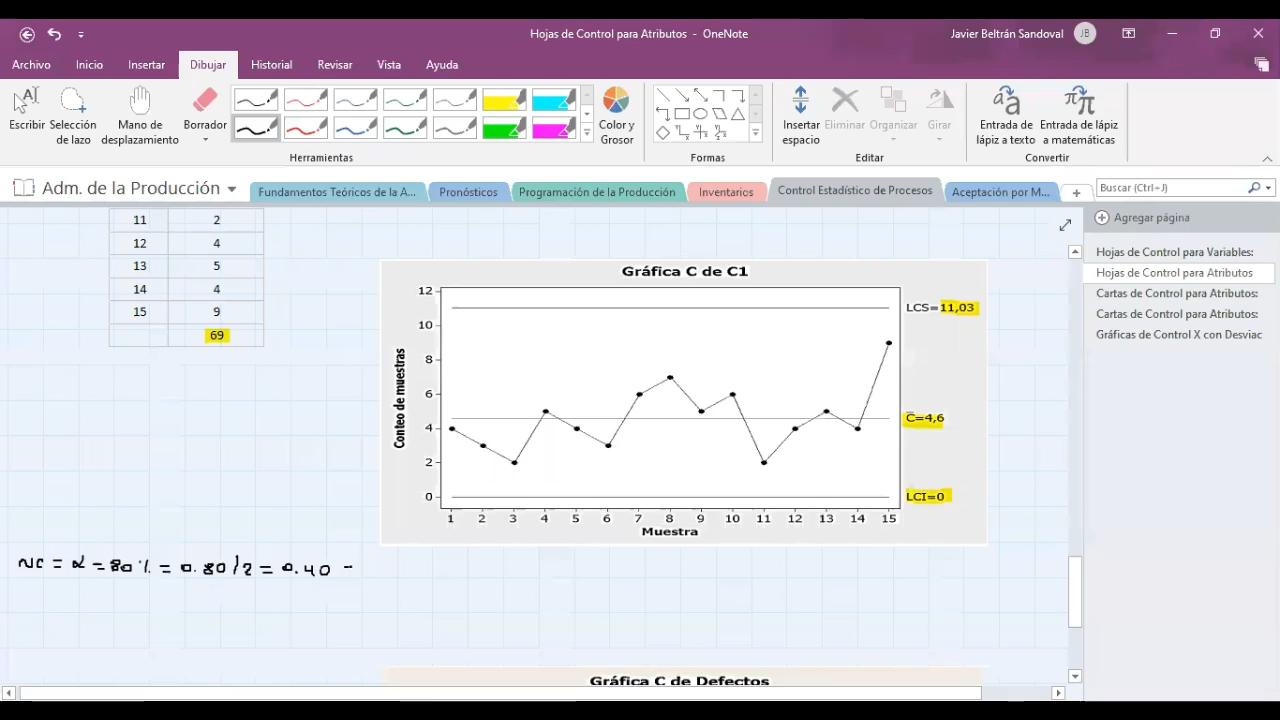 Hojas de Control para Atributos - OneNote
Javier Beltrán Sandoval
JB
Archivo Inicio Insertar Dibujar Historial Revisar Vista Ayuda
Escribir
Selección de lazo
Mano de desplazamiento
Borrador
Color y Grosor
Insertar espacio
Eliminar
Organizar
Girar
Entrada de lápiz a texto
Entrada de lápiz a matemáticas
Herramientas
Formas
Editar
Convertir
Adm. de la Producción
Fundamentos Teóricos de la A...
Pronósticos
Programación de la Producción
Inventarios
Control Estadístico de Procesos
Aceptación por M...
Buscar (Ctrl+J)
Agregar página
Hojas de Control para Variables:
Hojas de Control para Atributos
Cartas de Control para Atributos:
Cartas de Control para Atributos:
Gráficas de Control X con Desviac
11 2
12 4
13 5
14 4
15 9
69
Gráfica C de C1
Conteo de muestras
12
10
8
6
4
2
0
LCS=11,03
C̅=4,6
LCI=0
1 2 3 4 5 6 7 8 9 10 11 12 13 14 15
Muestra
NC = α = 80% = 0.80/2 = 0.40 =
Gráfica C de Defectos